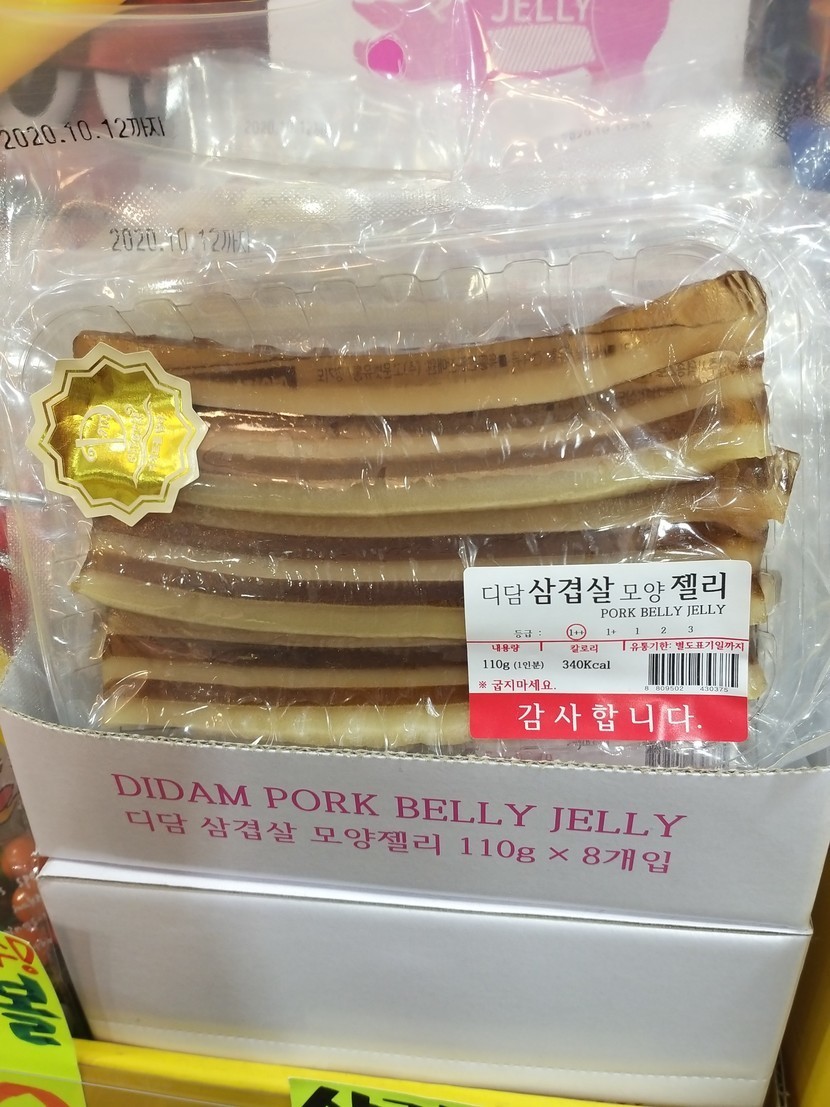 JELLY
2020.10.12까지
2020.10.12까지
디담 삼겹살 모양 젤리
PORK BELLY JELLY
등급 : 1++ 1+ 1 2 3
내용량 칼로리 유통기한: 별도표기일까지
110g (1인분) 340Kcal
※ 굽지마세요.
8 809502 430375
감사합니다.
DIDAM PORK BELLY JELLY
디담 삼겹살 모양젤리 110g × 8개입